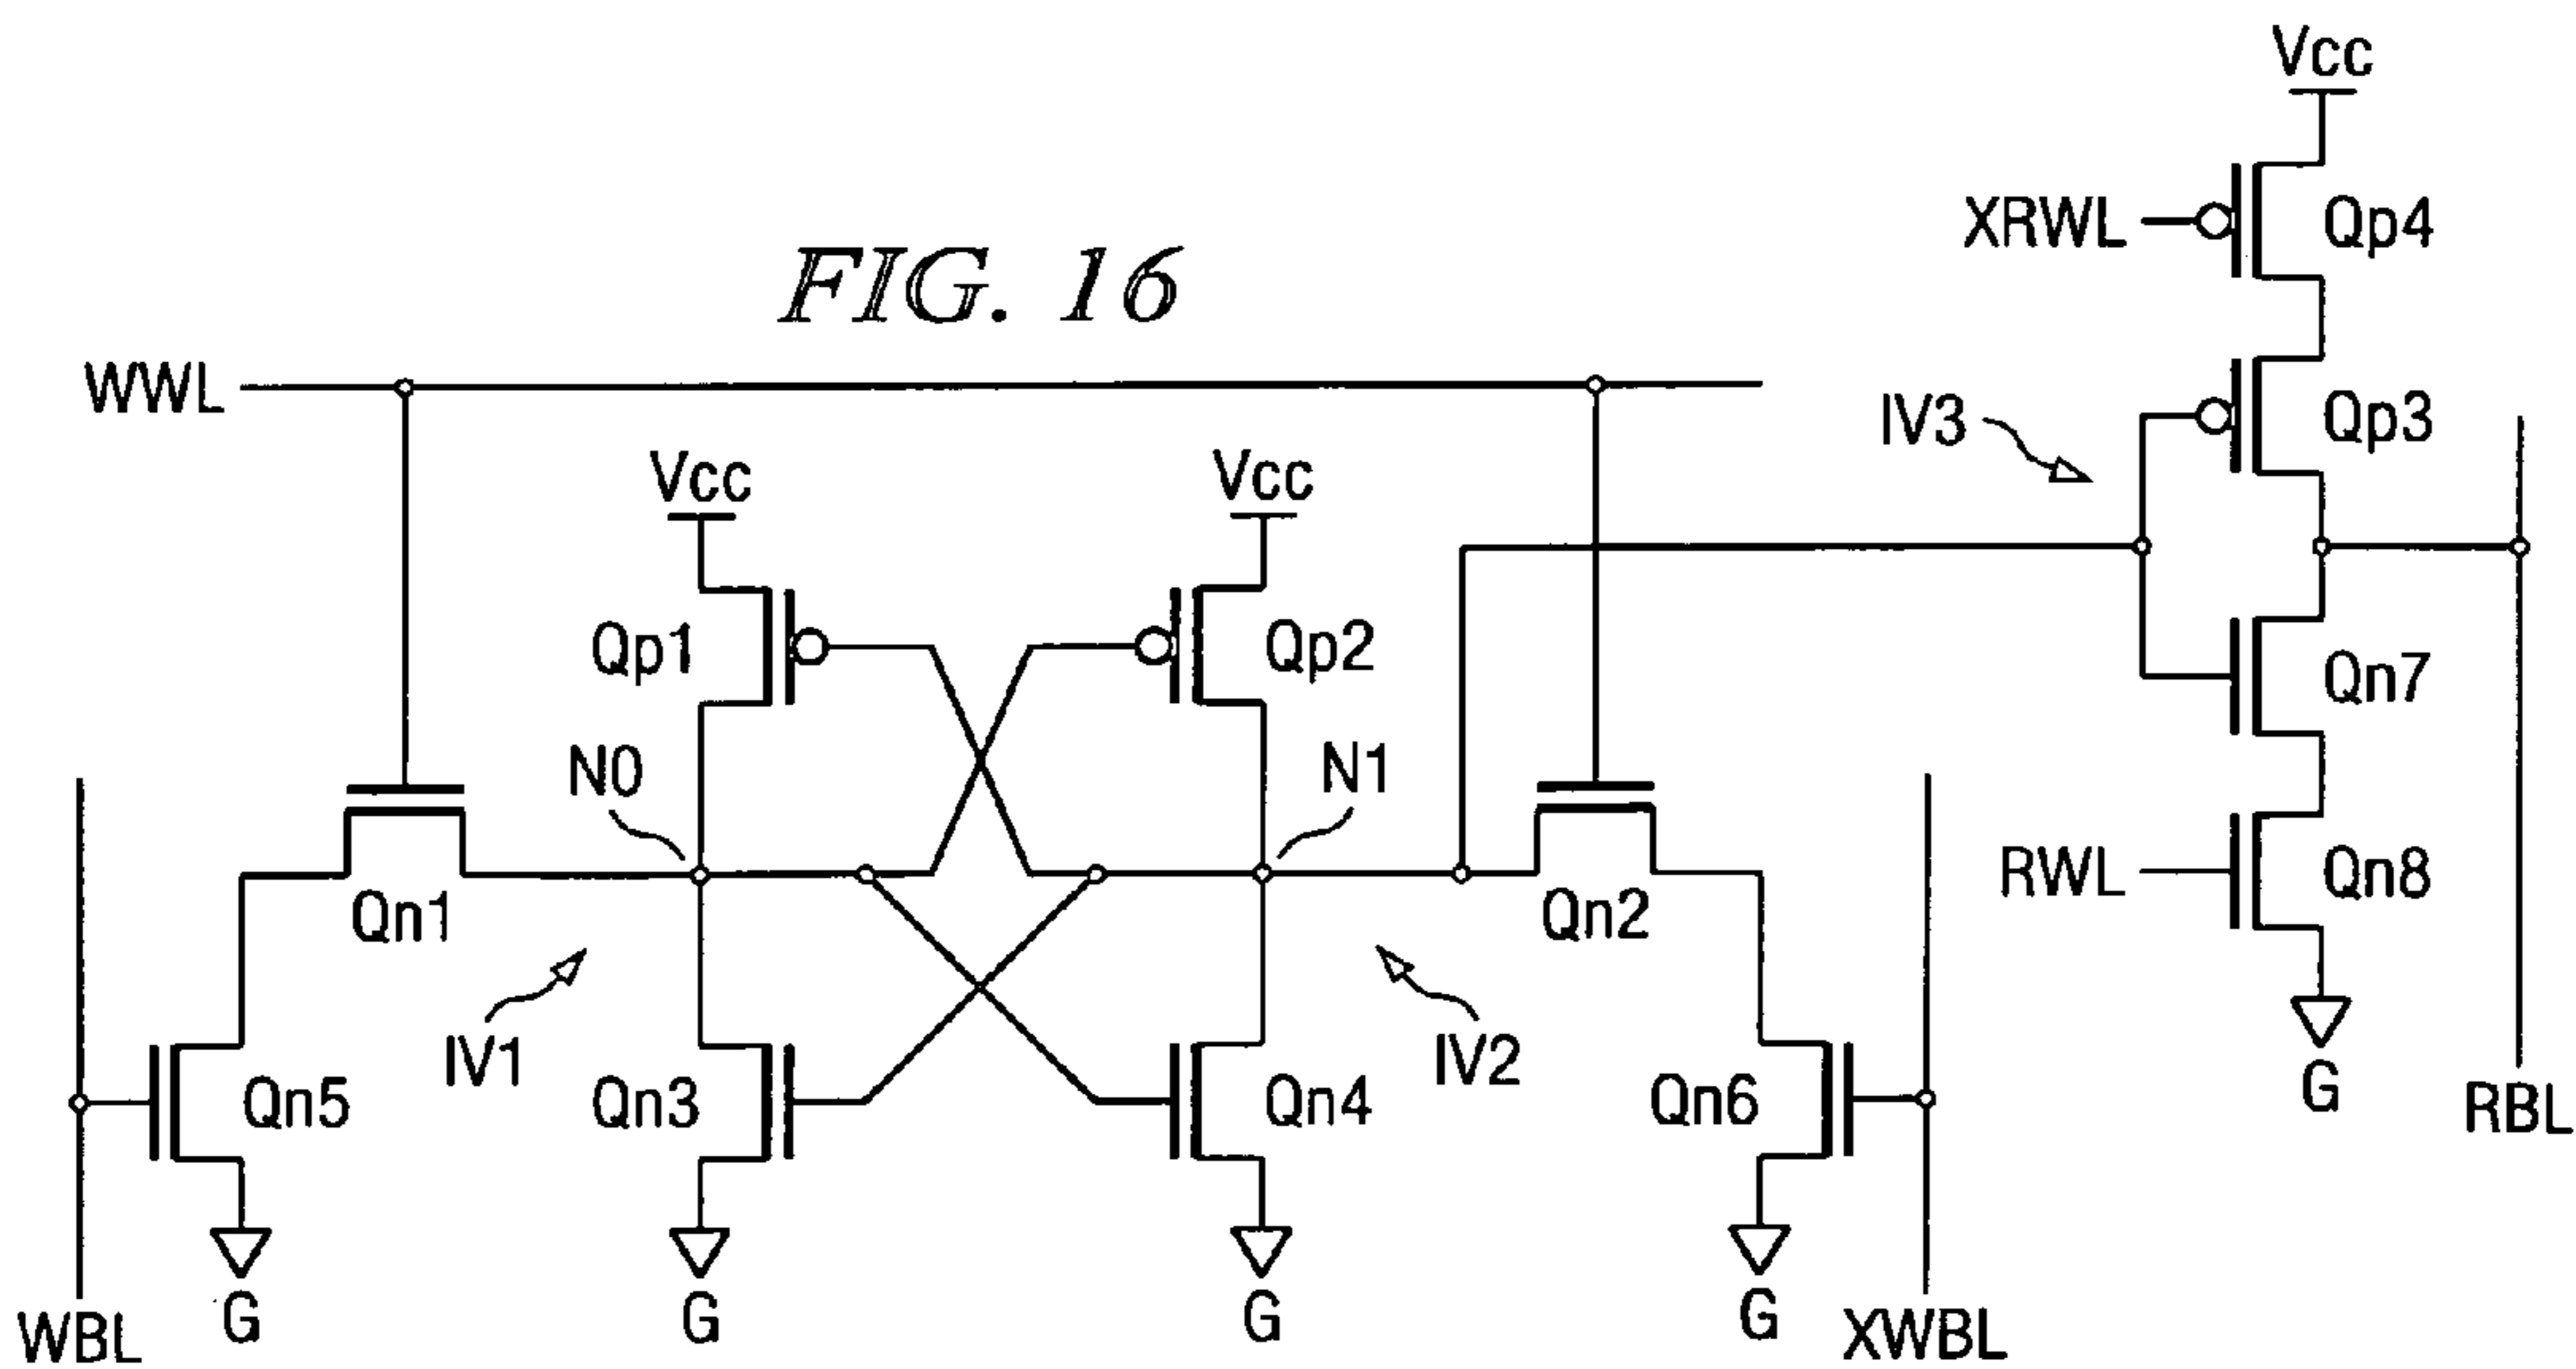 Vcc
XRWL
Qp4
FIG. 16
WWL
IV3
Qp3
Vcc
Vcc
Qp1
Qp2
Qn7
N0
N1
RWL
Qn8
Qn1
Qn2
IV1
IV2
Qn5
Qn3
Qn4
Qn6
G
RBL
G
G
G
G
WBL
XWBL